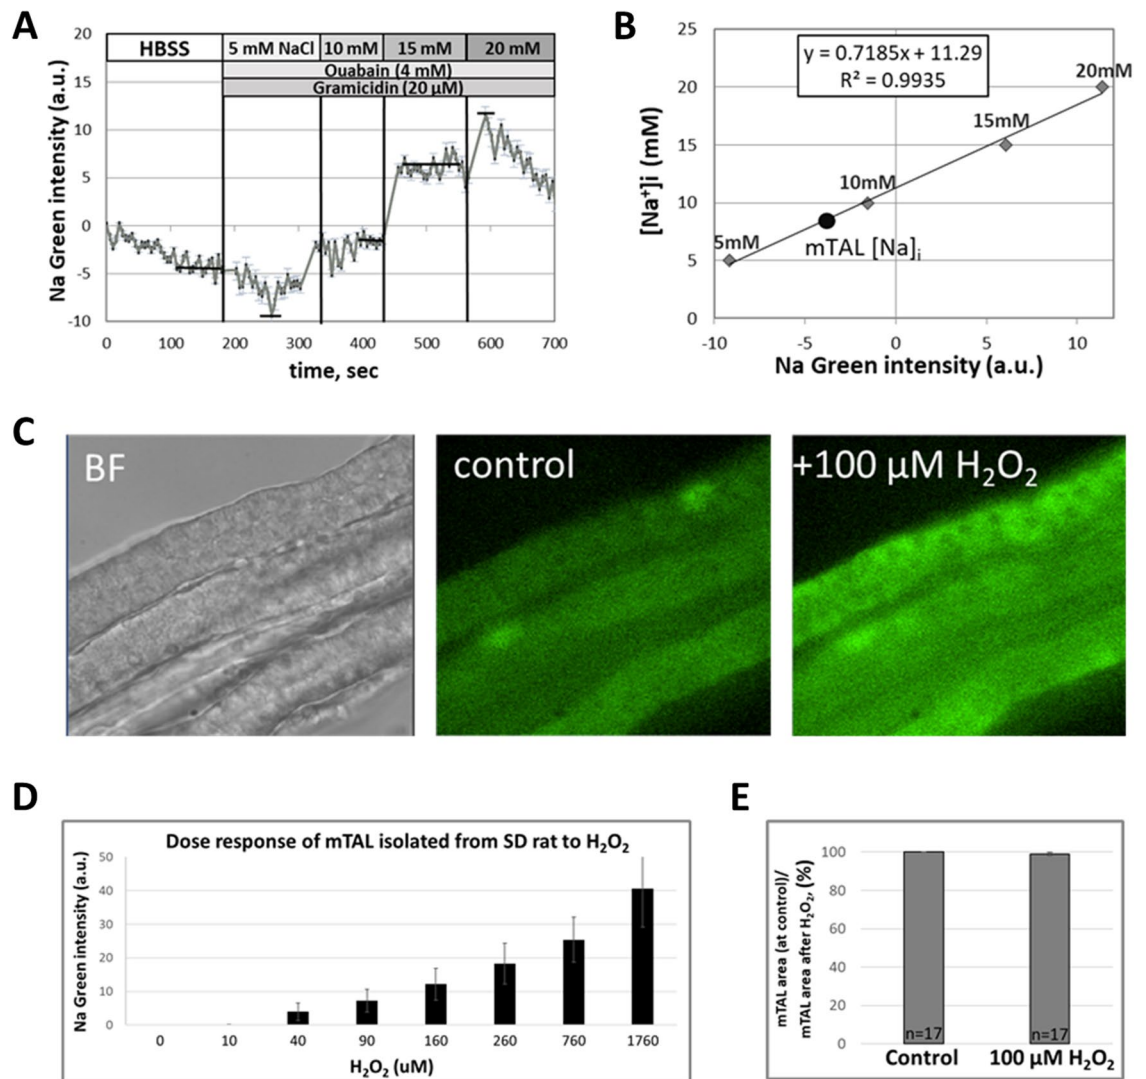 A
20
15
10
5
0
-5
-10
Na Green intensity (a.u.)
HBSS 5 mM NaCl 10 mM 15 mM 20 mM
Ouabain (4 mM)
Gramicidin (20 µM)
0 100 200 300 400 500 600 700
time, sec
B
25
20
15
10
5
0
[Na⁺]i (mM)
y = 0.7185x + 11.29
R² = 0.9935
20mM
15mM
10mM
5mM
mTAL [Na]i
-10 -5 0 5 10
Na Green intensity (a.u.)
C
BF
control
+100 µM H₂O₂
D
Dose response of mTAL isolated from SD rat to H₂O₂
Na Green intensity (a.u.)
50
40
30
20
10
0
0 10 40 90 160 260 760 1760
H₂O₂ (uM)
E
mTAL area (at control)/
mTAL area after H₂O₂, (%)
100
80
60
40
20
0
n=17 n=17
Control 100 µM H₂O₂